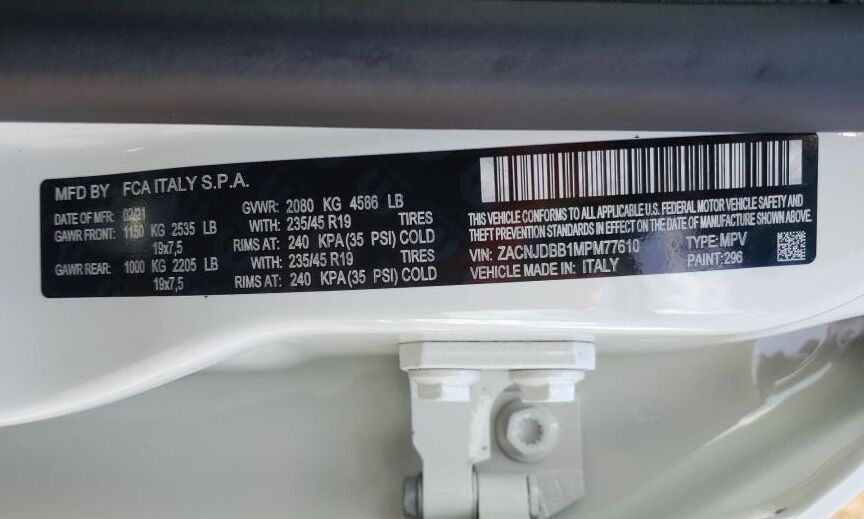 MFD BY FCA ITALY S.P.A.
DATE OF MFR: 02/21 GVWR: 2080 KG 4586 LB
GAWR FRONT: 1150 KG 2535 LB WITH: 235/45 R19 TIRES
19x7,5 RIMS AT: 240 KPA (35 PSI) COLD
GAWR REAR: 1000 KG 2205 LB WITH: 235/45 R19 TIRES
19x7,5 RIMS AT: 240 KPA (35 PSI) COLD
THIS VEHICLE CONFORMS TO ALL APPLICABLE U.S. FEDERAL MOTOR VEHICLE SAFETY AND
THEFT PREVENTION STANDARDS IN EFFECT ON THE DATE OF MANUFACTURE SHOWN ABOVE.
VIN: ZACNJDBB1MPM77610 TYPE: MPV
VEHICLE MADE IN: ITALY PAINT:296